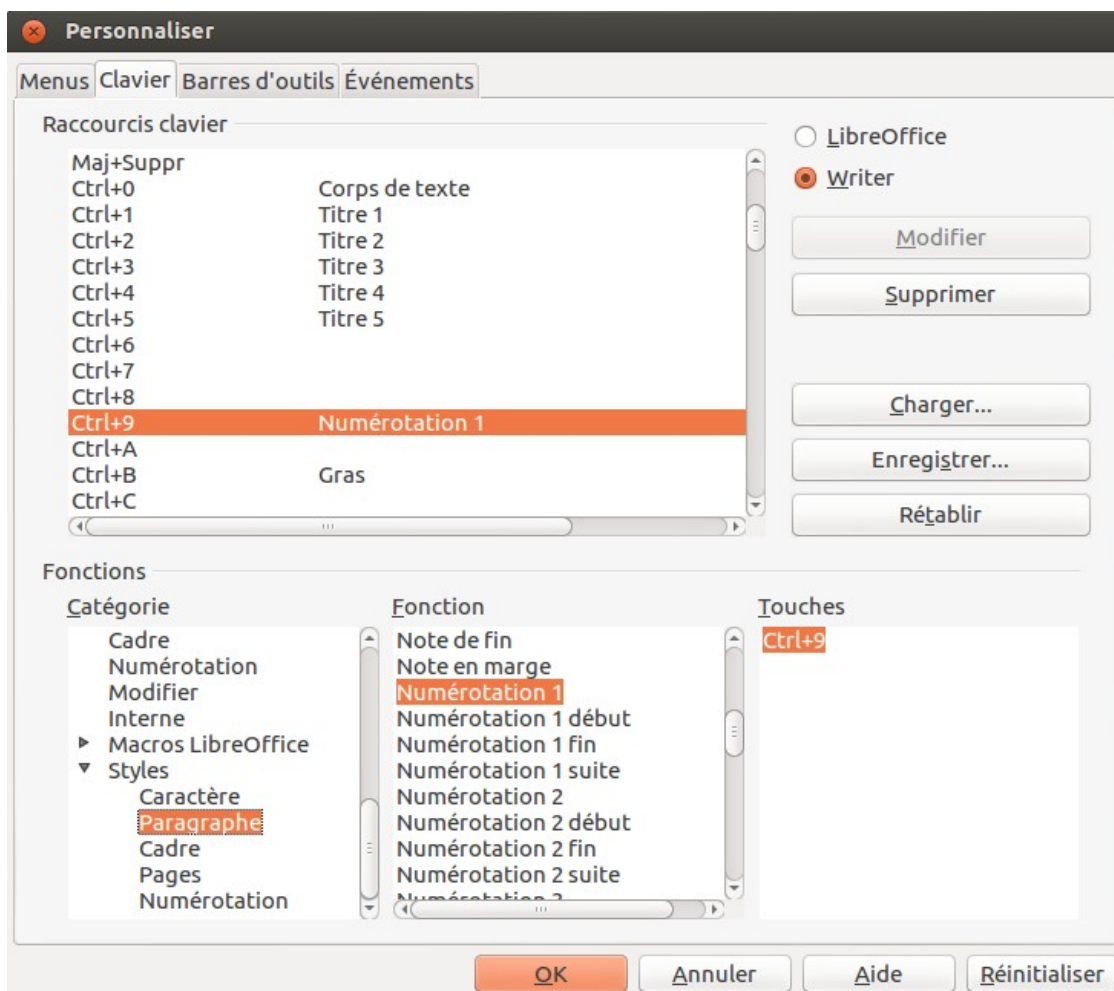 Personnaliser
Menus Clavier Barres d'outils Événements
Raccourcis clavier
Maj+Suppr
Ctrl+0 Corps de texte
Ctrl+1 Titre 1
Ctrl+2 Titre 2
Ctrl+3 Titre 3
Ctrl+4 Titre 4
Ctrl+5 Titre 5
Ctrl+6
Ctrl+7
Ctrl+8
Ctrl+9 Numérotation 1
Ctrl+A
Ctrl+B Gras
Ctrl+C
LibreOffice
Writer
Modifier
Supprimer
Charger...
Enregistrer...
Rétablir
Fonctions
Catégorie
Cadre
Numérotation
Modifier
Interne
Macros LibreOffice
Styles
Caractère
Paragraphe
Cadre
Pages
Numérotation
Fonction
Note de fin
Note en marge
Numérotation 1
Numérotation 1 début
Numérotation 1 fin
Numérotation 1 suite
Numérotation 2
Numérotation 2 début
Numérotation 2 fin
Numérotation 2 suite
Numérotation 3
Touches
Ctrl+9
OK Annuler Aide Réinitialiser